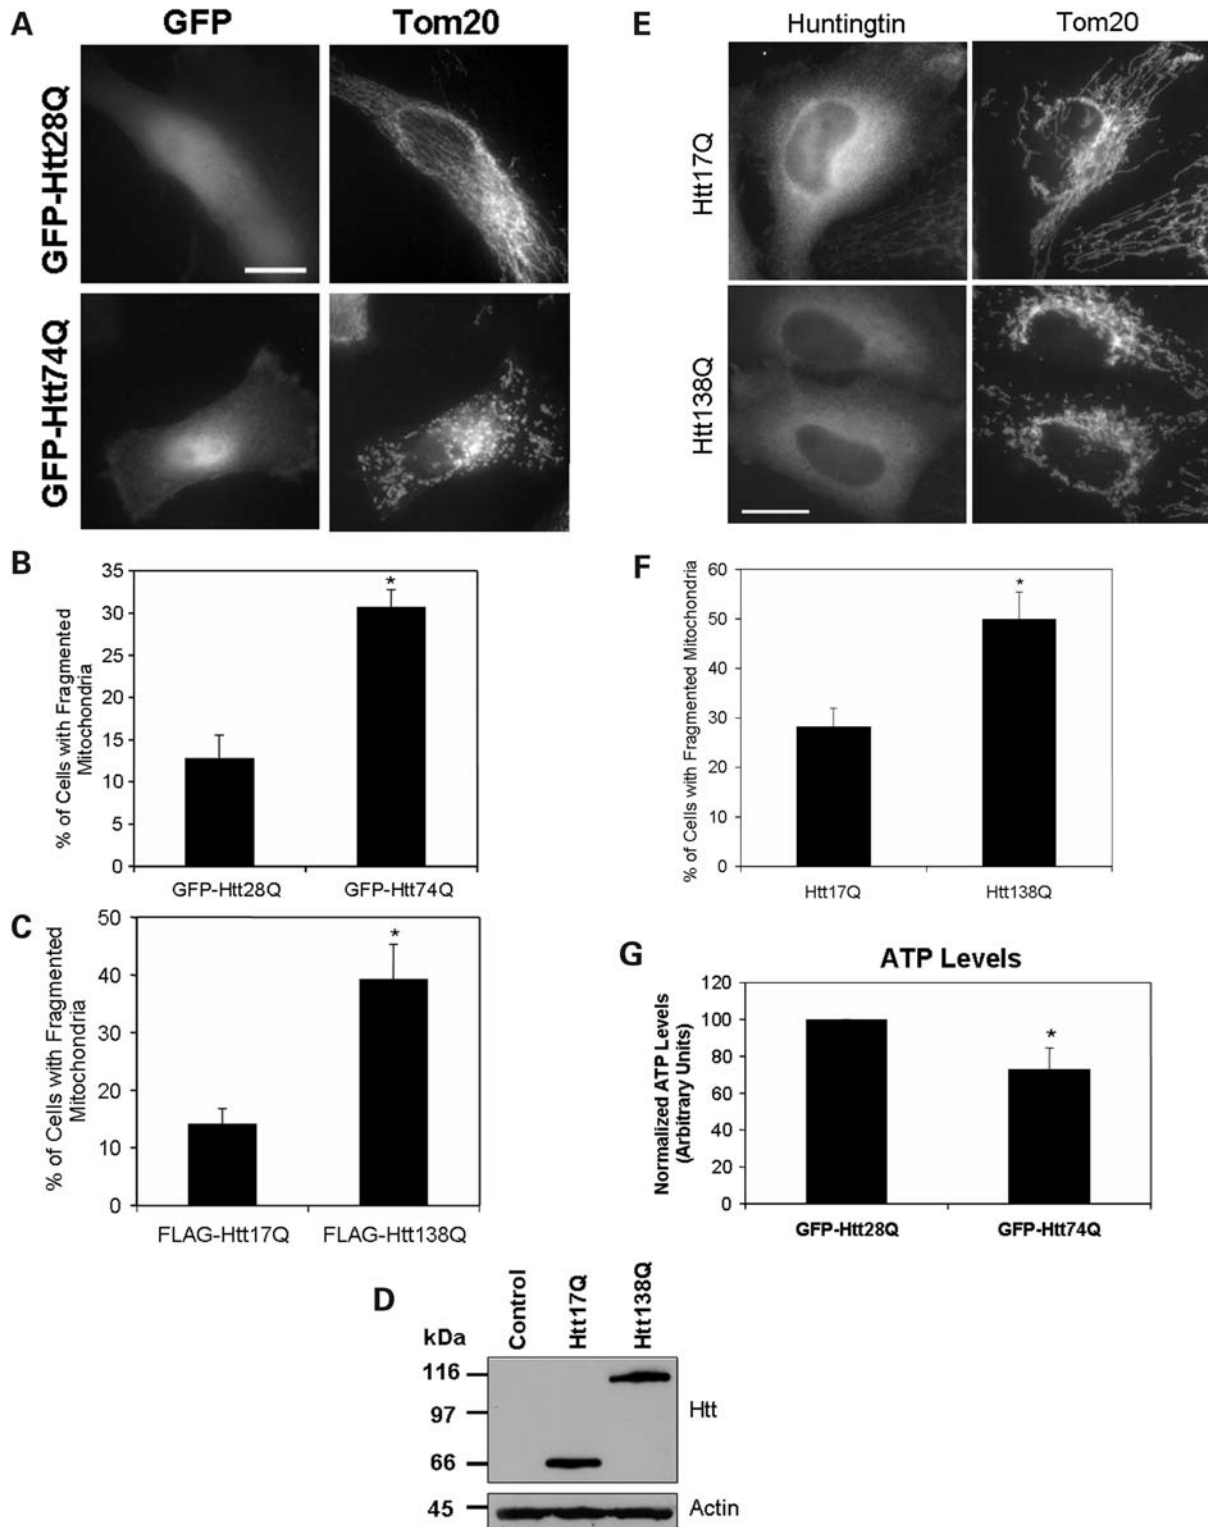 A
GFP
Tom20
GFP-Htt28Q
GFP-Htt74Q
B
% of Cells with Fragmented
Mitochondria
35
30
25
20
15
10
5
0
*
GFP-Htt28Q
GFP-Htt74Q
C
% of Cells with Fragmented
Mitochondria
50
40
30
20
10
0
*
FLAG-Htt17Q
FLAG-Htt138Q
D
kDa
Control
Htt17Q
Htt138Q
116
97
66
45
Htt
Actin
E
Huntingtin
Tom20
Htt17Q
Htt138Q
F
% of Cells with Fragmented Mitochondria
60
50
40
30
20
10
0
*
Htt17Q
Htt138Q
G
ATP Levels
Normalized ATP Levels
(Arbitrary Units)
120
100
80
60
40
20
0
*
GFP-Htt28Q
GFP-Htt74Q